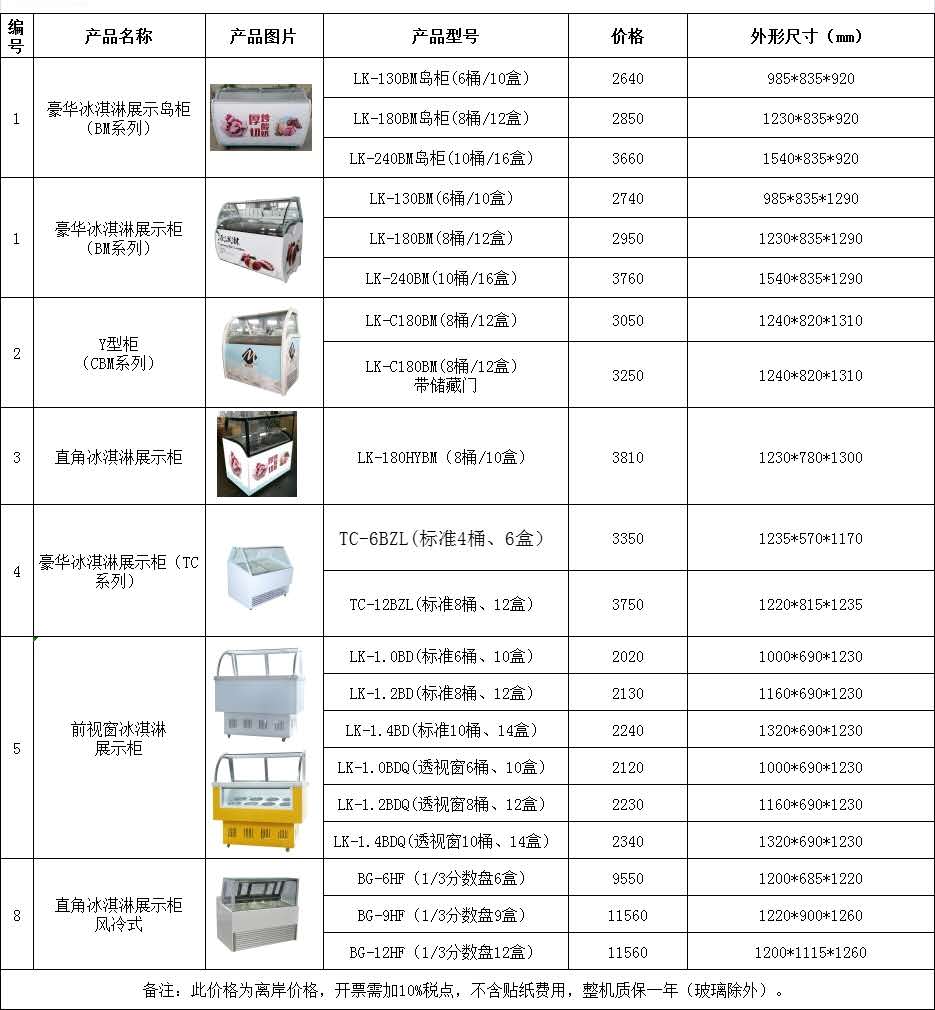 编号 产品名称 产品图片 产品型号 价格 外形尺寸（mm）
1 豪华冰淇淋展示岛柜（BM系列） 厚切炒酸奶 LK-130BM岛柜(6桶/10盒) 2640 985*835*920
LK-180BM岛柜(8桶/12盒) 2850 1230*835*920
LK-240BM岛柜(10桶/16盒) 3660 1540*835*920
1 豪华冰淇淋展示柜（BM系列） LK-130BM(6桶/10盒) 2740 985*835*1290
LK-180BM(8桶/12盒) 2950 1230*835*1290
LK-240BM(10桶/16盒) 3760 1540*835*1290
2 Y型柜（CBM系列） LK-C180BM(8桶/12盒) 3050 1240*820*1310
LK-C180BM(8桶/12盒)带储藏门 3250 1240*820*1310
3 直角冰淇淋展示柜 LK-180HYBM（8桶/10盒） 3810 1230*780*1300
4 豪华冰淇淋展示柜（TC系列） TC-6BZL(标准4桶、6盒） 3350 1235*570*1170
TC-12BZL(标准8桶、12盒） 3750 1220*815*1235
5 前视窗冰淇淋展示柜 LK-1.0BD(标准6桶、10盒） 2020 1000*690*1230
LK-1.2BD(标准8桶、12盒） 2130 1160*690*1230
LK-1.4BD(标准10桶、14盒） 2240 1320*690*1230
LK-1.0BDQ(透视窗6桶、10盒） 2120 1000*690*1230
LK-1.2BDQ(透视窗8桶、12盒） 2230 1160*690*1230
LK-1.4BDQ(透视窗10桶、14盒） 2340 1320*690*1230
8 直角冰淇淋展示柜风冷式 BG-6HF（1/3分数盘6盒） 9550 1200*685*1220
BG-9HF（1/3分数盘9盒） 11560 1220*900*1260
BG-12HF（1/3分数盘12盒） 11560 1200*1115*1260
备注：此价格为离岸价格，开票需加10%税点，不含贴纸费用，整机质保一年（玻璃除外）。